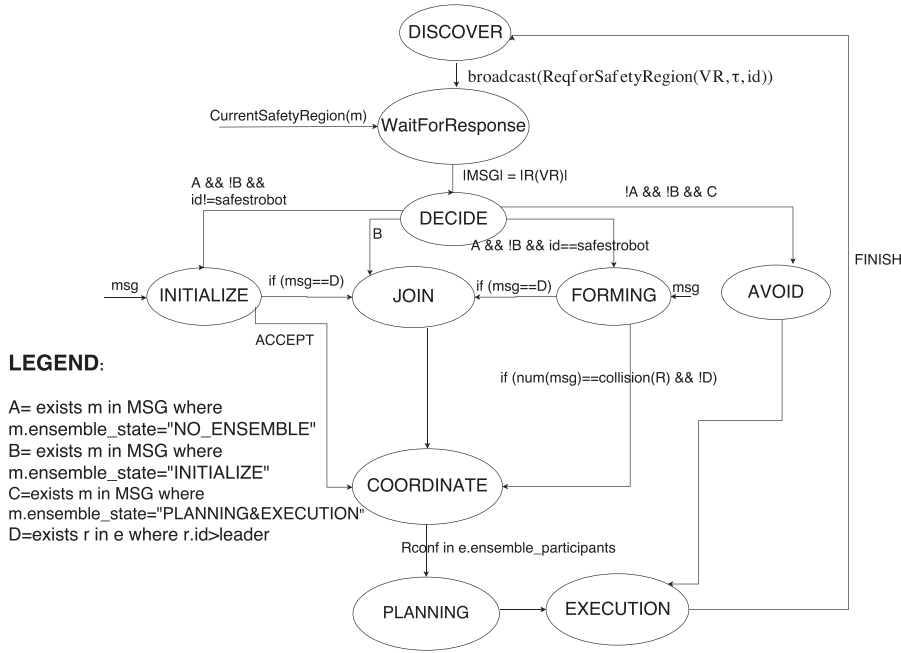 DISCOVER
broadcast(ReqforSafetyRegion(VR,τ,id))
CurrentSafetyRegion(m)
WaitForResponse
|MSG| = |R(VR)|
A && !B &&
id!=safestrobot
!A && !B && C
DECIDE
B
A && !B && id==safestrobot
FINISH
msg
INITIALIZE
if (msg==D)
JOIN
if (msg==D)
FORMING
msg
AVOID
ACCEPT
LEGEND:
if (num(msg)==collision(R) && !D)
A= exists m in MSG where
m.ensemble_state="NO_ENSEMBLE"
B= exists m in MSG where
m.ensemble_state="INITIALIZE"
C=exists m in MSG where
m.ensemble_state="PLANNING&EXECUTION"
D=exists r in e where r.id>leader
COORDINATE
Rconf in e.ensemble_participants
PLANNING
EXECUTION